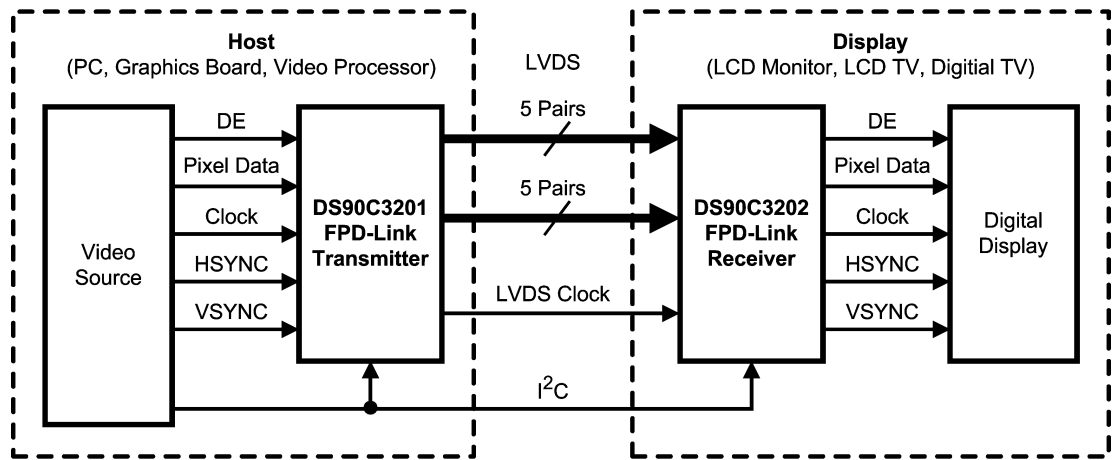 Host
(PC, Graphics Board, Video Processor)
LVDS
Display
(LCD Monitor, LCD TV, Digitial TV)
Video
Source
DE
Pixel Data
Clock
HSYNC
VSYNC
DS90C3201
FPD-Link
Transmitter
5 Pairs
5 Pairs
LVDS Clock
I²C
DS90C3202
FPD-Link
Receiver
DE
Pixel Data
Clock
HSYNC
VSYNC
Digital
Display